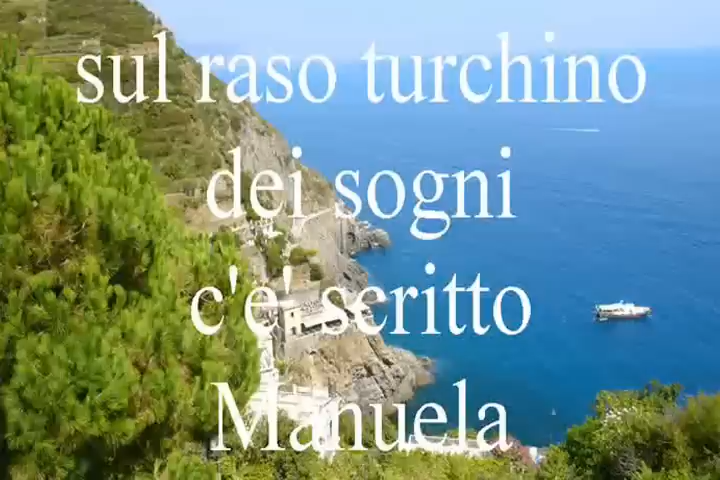 sul raso turchino
dei sogni
c'e' scritto
Manuela